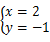 x = 2
y = −1